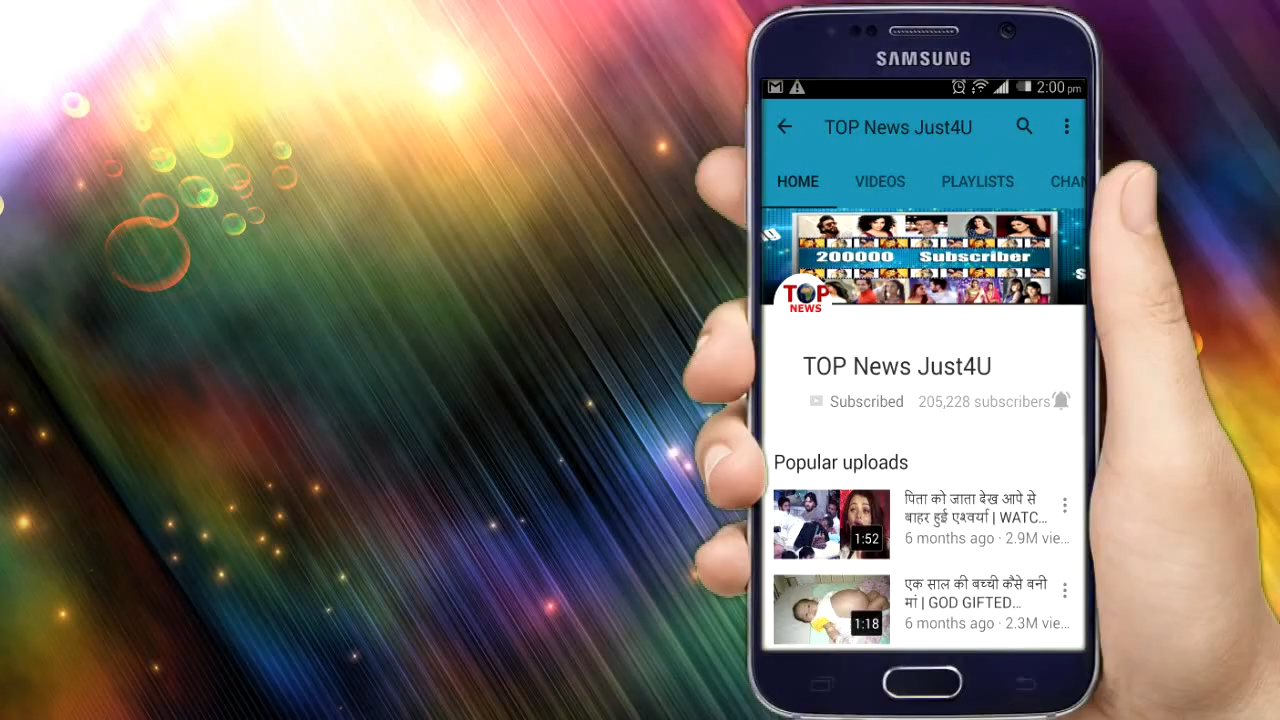 SAMSUNG
2:00 pm
TOP News Just4U
HOME VIDEOS PLAYLISTS CHAN
200000 Subscriber
TOP
NEWS
TOP News Just4U
Subscribed 205,228 subscribers
Popular uploads
पिता को जाता देख आपे से
बाहर हुई एश्वर्या | WATC...
6 months ago · 2.9M vie...
1:52
एक साल की बच्ची कैसे बनी
मां | GOD GIFTED...
6 months ago · 2.3M vie...
1:18